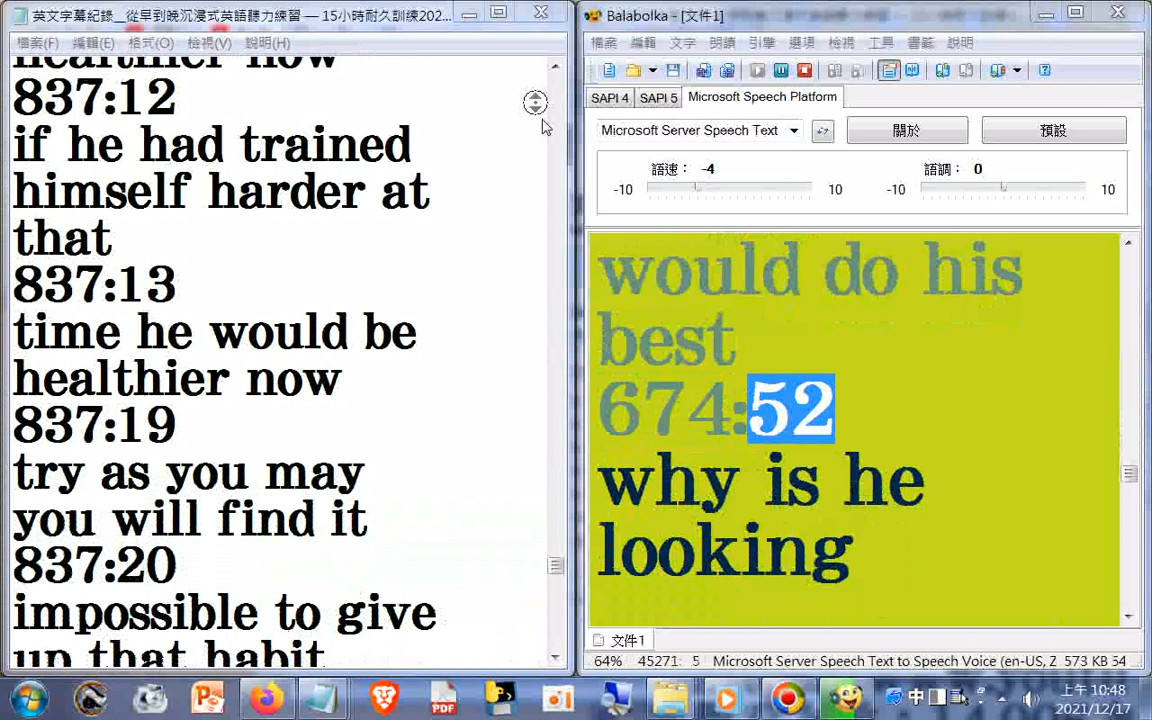 英文字幕紀錄__從早到晚沉浸式英語聽力練習 — 15小時耐久訓練202...
檔案(F) 編輯(E) 格式(O) 檢視(V) 說明(H)
healthier now
837:12
if he had trained
himself harder at
that
837:13
time he would be
healthier now
837:19
try as you may
you will find it
837:20
impossible to give
up that habit
Balabolka - [文件1]
檔案 編輯 文字 朗讀 引擎 選項 檢視 工具 書籤 說明
SAPI 4 SAPI 5 Microsoft Speech Platform
Microsoft Server Speech Text
關於 預設
語速： -4 語調： 0
-10 10 -10 10
would do his
best
674:52
why is he
looking
文件1
64% 45271: 5 Microsoft Server Speech Text to Speech Voice (en-US, Z 573 KB 54
中
上午 10:48
2021/12/17